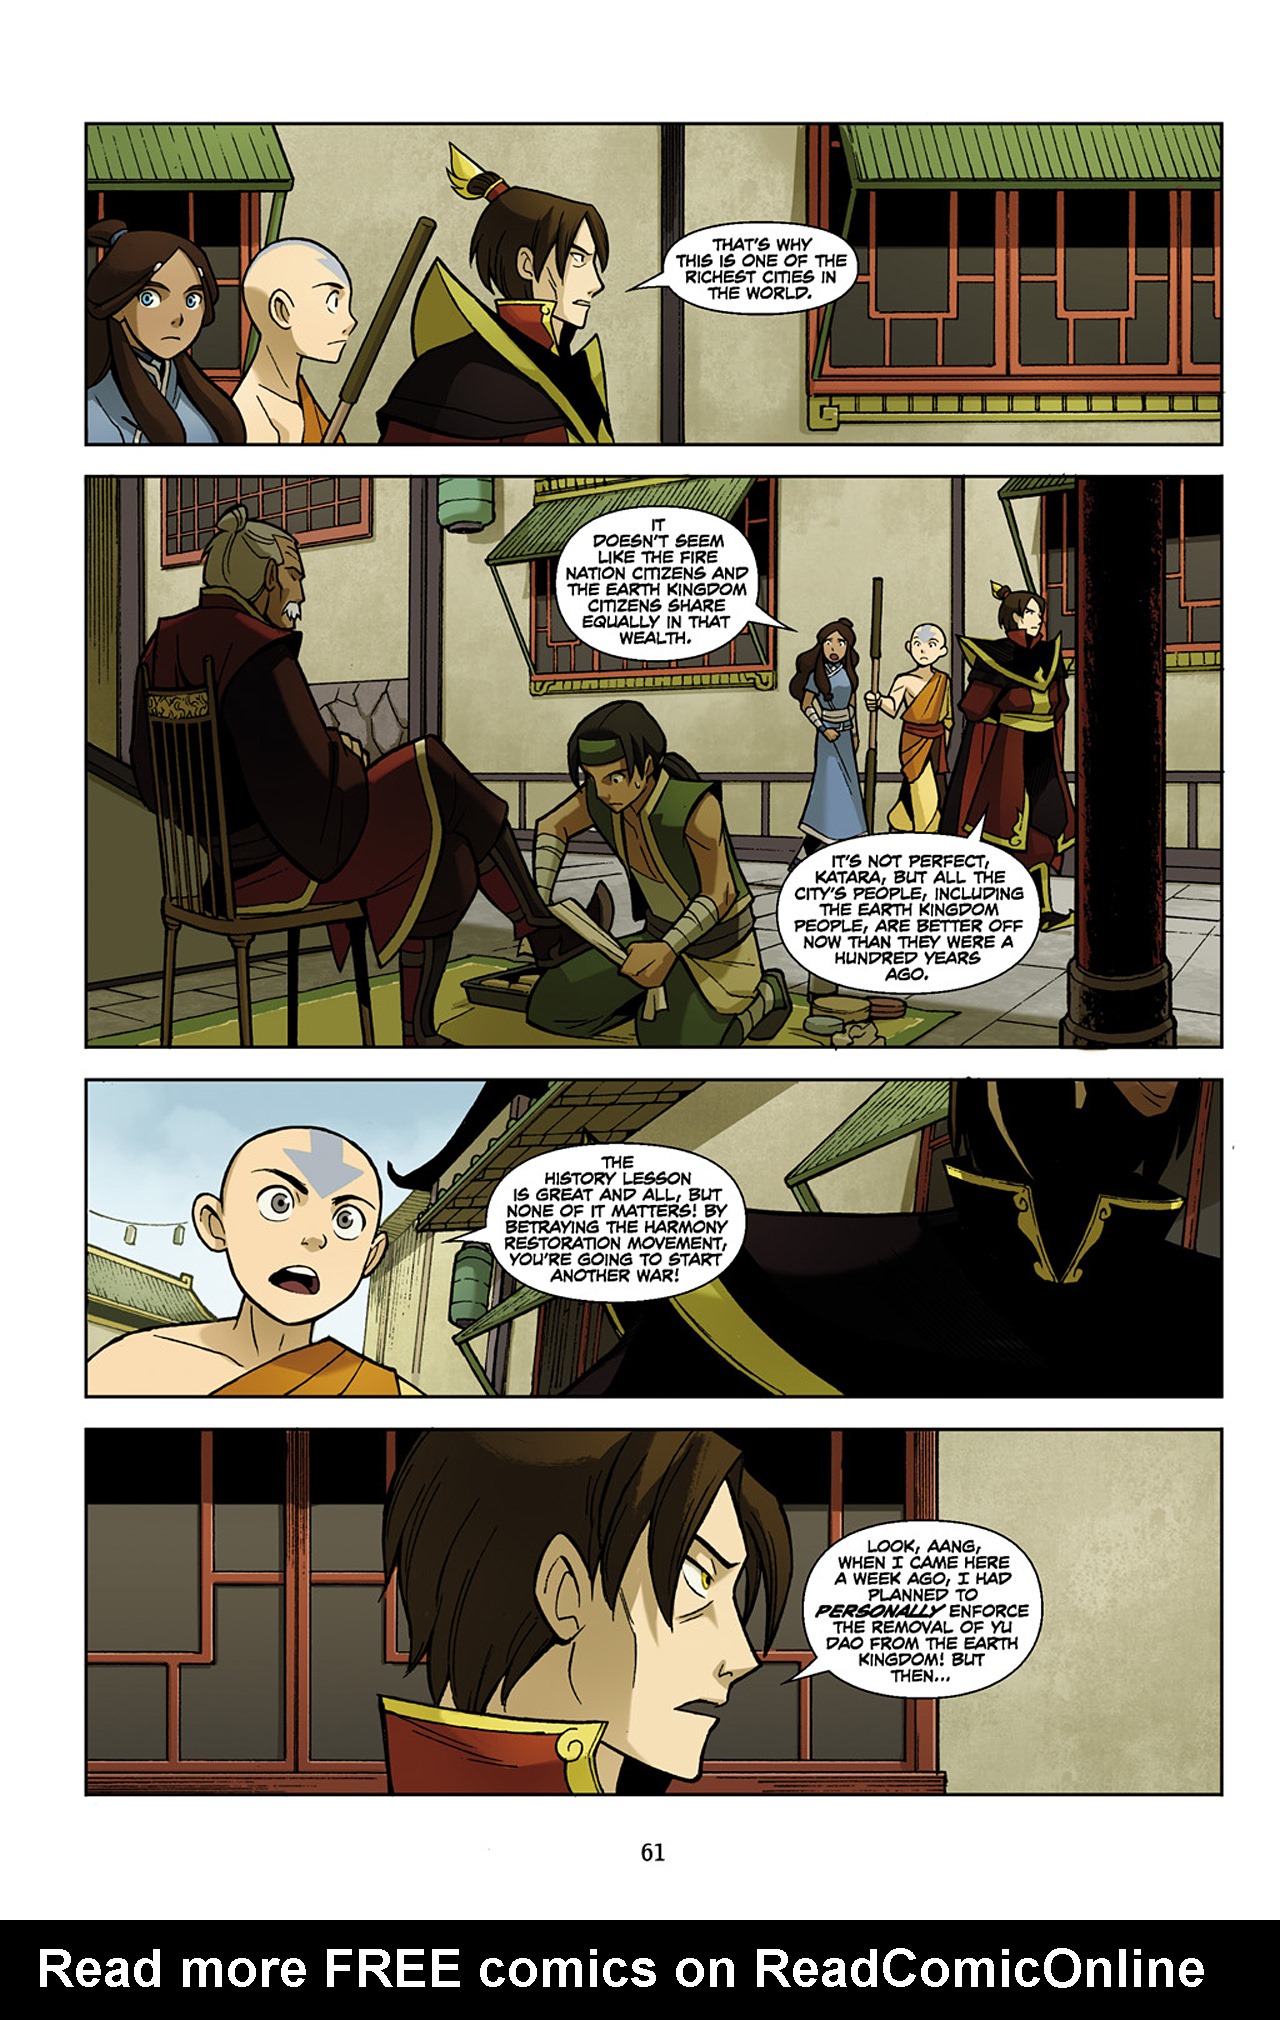 THAT'S WHY
THIS IS ONE OF THE
RICHEST CITIES IN
THE WORLD.
IT
DOESN'T SEEM
LIKE THE FIRE
NATION CITIZENS AND
THE EARTH KINGDOM
CITIZENS SHARE
EQUALLY IN THAT
WEALTH.
IT'S NOT PERFECT,
KATARA, BUT ALL THE
CITY'S PEOPLE, INCLUDING
THE EARTH KINGDOM
PEOPLE, ARE BETTER OFF
NOW THAN THEY WERE A
HUNDRED YEARS
AGO.
THE
HISTORY LESSON
IS GREAT AND ALL, BUT
NONE OF IT MATTERS! BY
BETRAYING THE HARMONY
RESTORATION MOVEMENT,
YOU'RE GOING TO START
ANOTHER WAR!
LOOK, AANG,
WHEN I CAME HERE
A WEEK AGO, I HAD
PLANNED TO
PERSONALLY ENFORCE
THE REMOVAL OF YU
DAO FROM THE EARTH
KINGDOM! BUT
THEN...
61
Read more FREE comics on ReadComicOnline